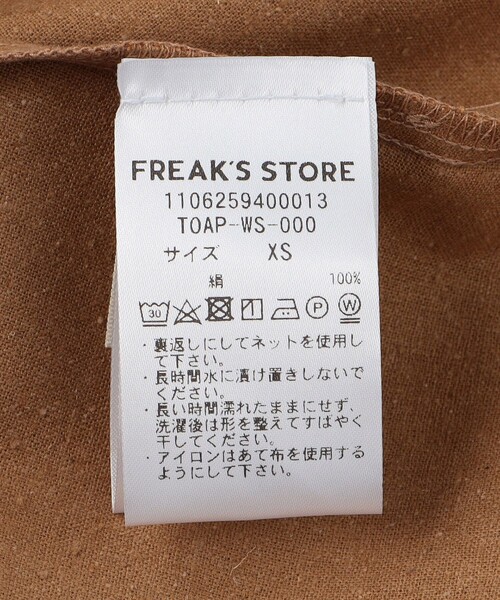 FREAK'S STORE
1106259400013
TOAP-WS-000
サイズ XS
絹 100%
30 P W
・裏返しにしてネットを使用し
て下さい。
・長時間水に漬け置きしないで
ください。
・長い時間濡れたままにせず、
洗濯後は形を整えてすばやく
干してください。
・アイロンはあて布を使用する
ようにして下さい。